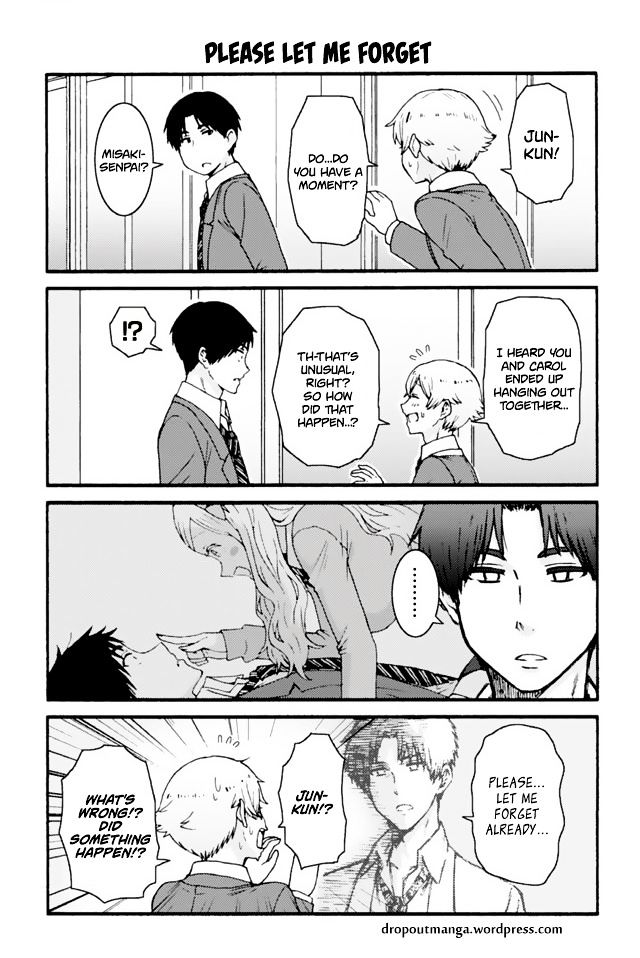 PLEASE LET ME FORGET
JUN-
KUN!
DO...DO
YOU HAVE A
MOMENT?
MISAKI-
SENPAI?
I HEARD YOU
AND CAROL
ENDED UP
HANGING OUT
TOGETHER...
TH-THAT'S
UNUSUAL,
RIGHT?
SO HOW
DID THAT
HAPPEN..?
!?
........
PLEASE...
LET ME
FORGET
ALREADY...
JUN-
KUN!?
WHAT'S
WRONG!?
DID
SOMETHING
HAPPEN!?
dropoutmanga.wordpress.com